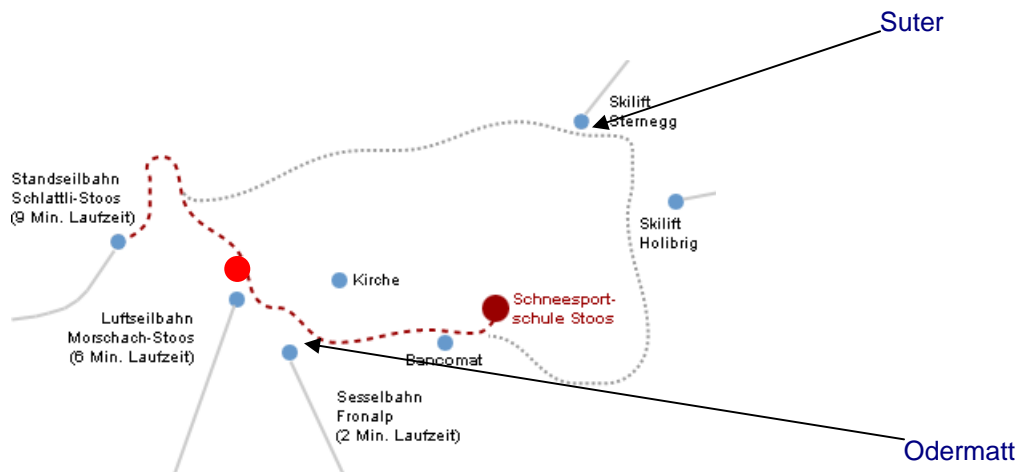 Suter
Skilift
Sternegg
Standseilbahn
Schlattli-Stoos
(9 Min. Laufzeit)
Skilift
Holibrig
Kirche
Schneesport-
schule Stoos
Luftseilbahn
Morschach-Stoos
(6 Min. Laufzeit)
Bancomat
Sesselbahn
Fronalp
(2 Min. Laufzeit)
Odermatt